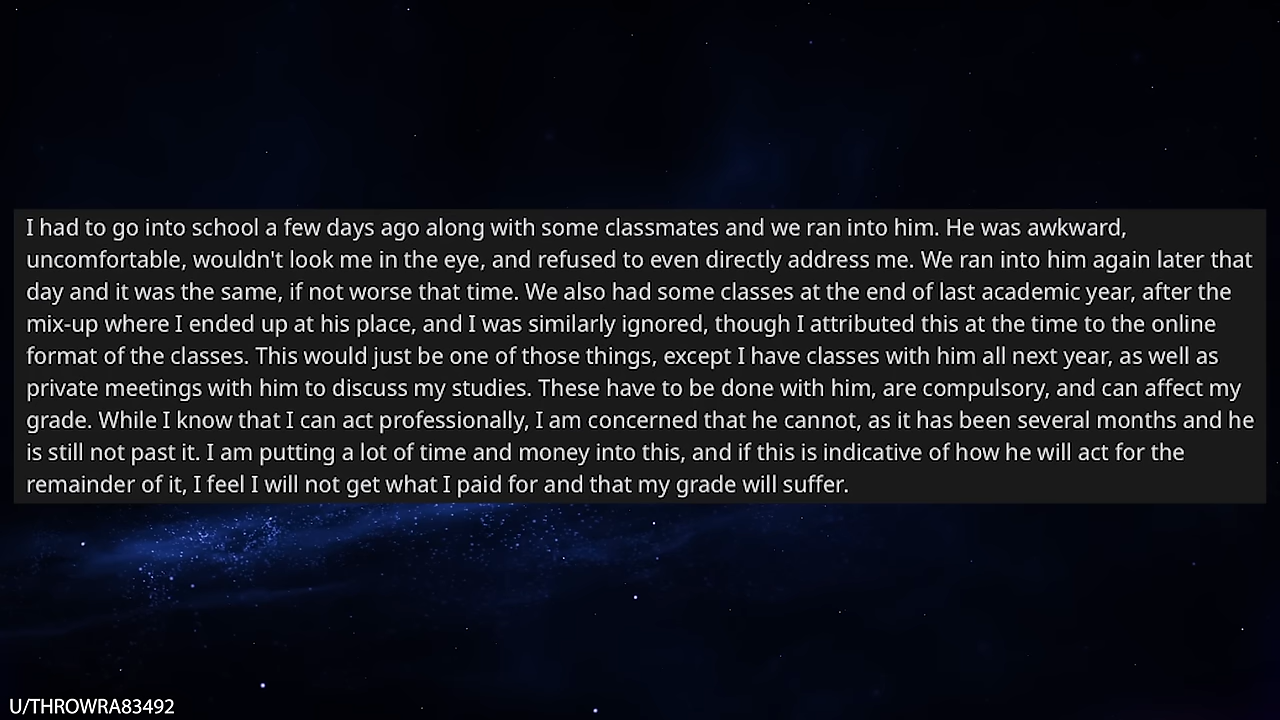 I had to go into school a few days ago along with some classmates and we ran into him. He was awkward,
uncomfortable, wouldn't look me in the eye, and refused to even directly address me. We ran into him again later that
day and it was the same, if not worse that time. We also had some classes at the end of last academic year, after the
mix-up where I ended up at his place, and I was similarly ignored, though I attributed this at the time to the online
format of the classes. This would just be one of those things, except I have classes with him all next year, as well as
private meetings with him to discuss my studies. These have to be done with him, are compulsory, and can affect my
grade. While I know that I can act professionally, I am concerned that he cannot, as it has been several months and he
is still not past it. I am putting a lot of time and money into this, and if this is indicative of how he will act for the
remainder of it, I feel I will not get what I paid for and that my grade will suffer.
U/THROWRA83492